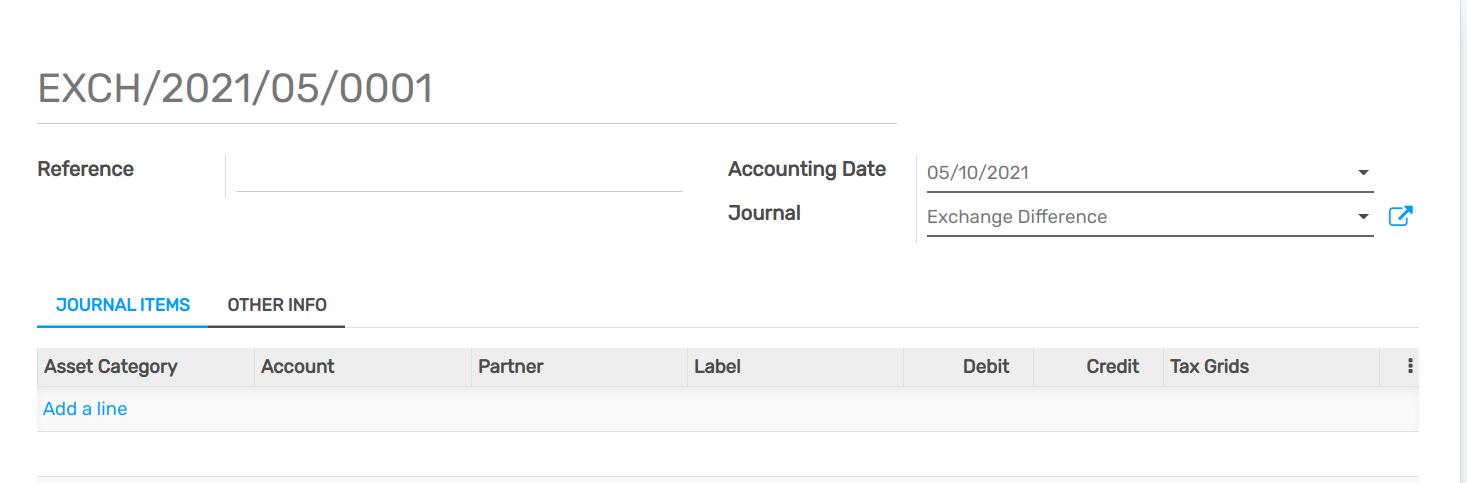 EXCH/2021/05/0001
Reference
Accounting Date 05/10/2021
Journal Exchange Difference
JOURNAL ITEMS OTHER INFO
Asset Category Account Partner Label Debit Credit Tax Grids
Add a line